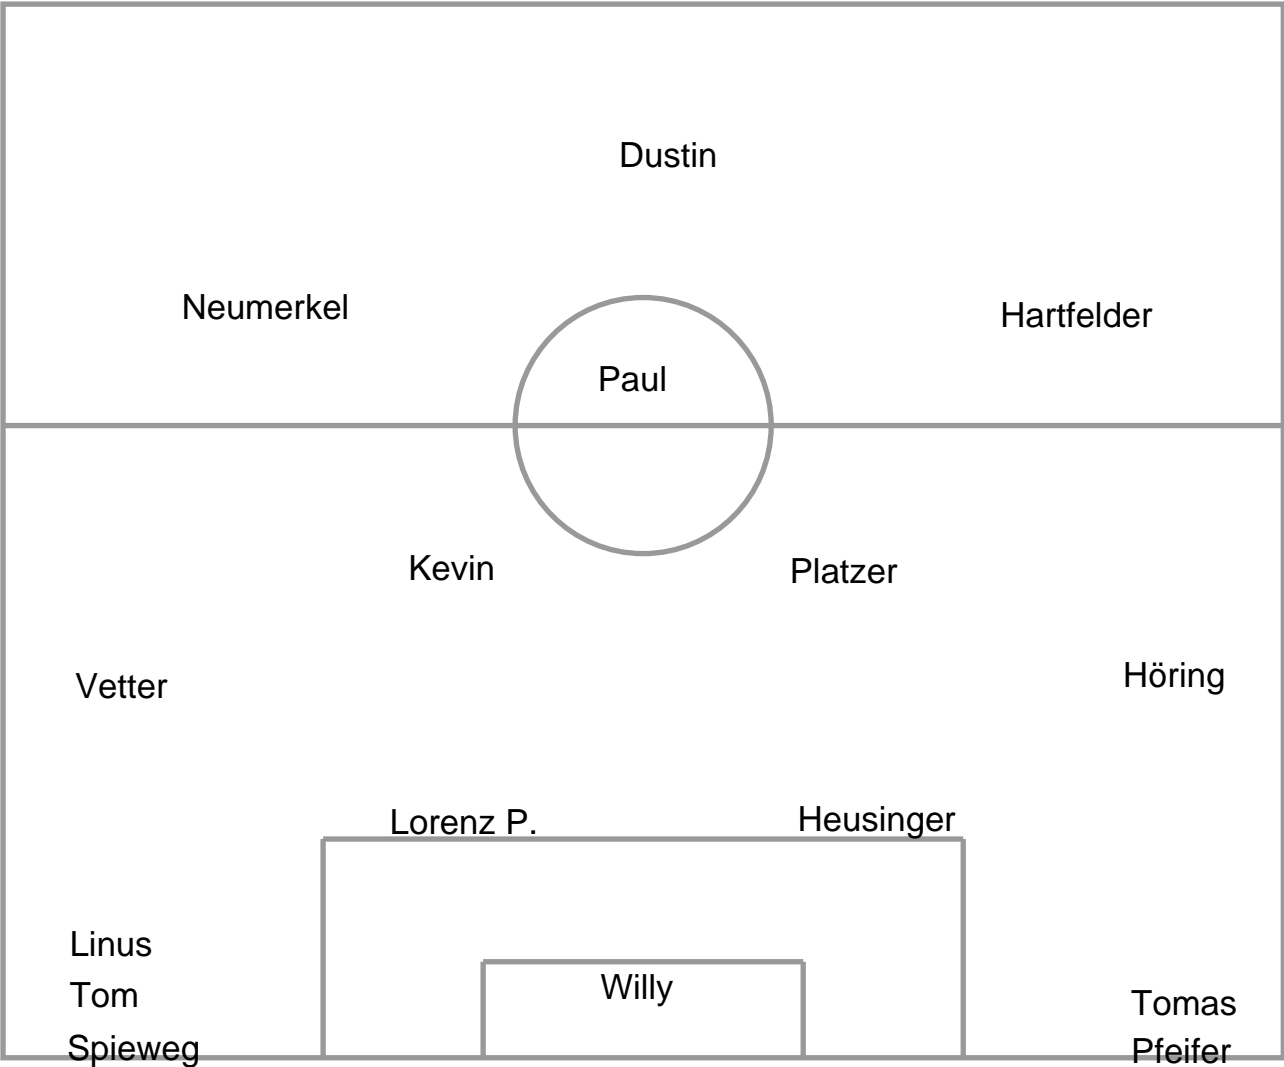 Dustin
Neumerkel
Hartfelder
Paul
Kevin
Platzer
Vetter
Höring
Lorenz P.
Heusinger
Linus
Willy
Tom
Tomas
Spieweg
Pfeifer